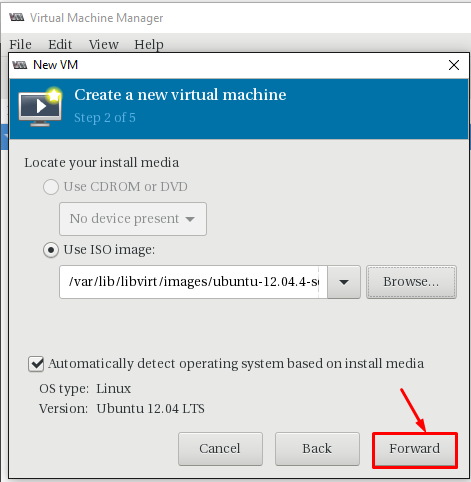 Virtual Machine Manager
File Edit View Help
New VM
Create a new virtual machine
Step 2 of 5
Locate your install media
Use CDROM or DVD
No device present
Use ISO image:
/var/lib/libvirt/images/ubuntu-12.04.4-se
Browse...
Automatically detect operating system based on install media
OS type: Linux
Version: Ubuntu 12.04 LTS
Cancel Back Forward